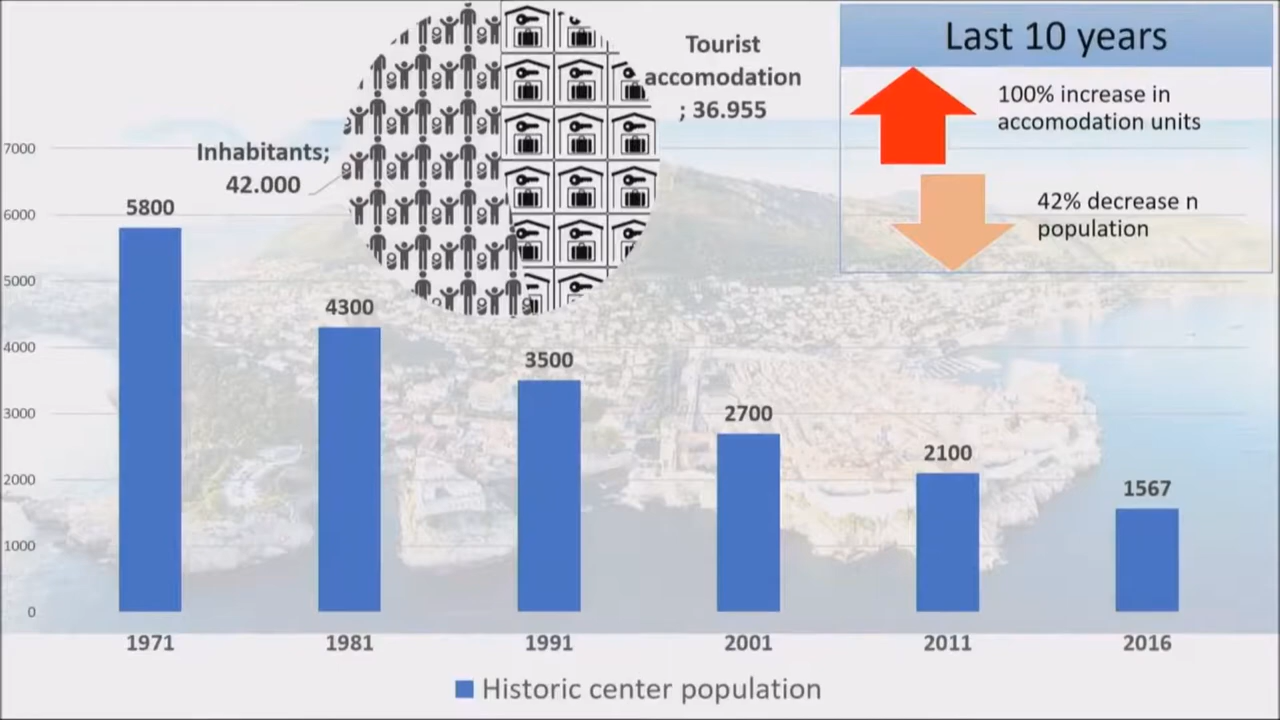 Last 10 years
100% increase in
accomodation units
42% decrease n
population
Tourist
accomodation
; 36.955
Inhabitants;
42.000
7000
6000
5000
4000
3000
2000
1000
0
5800
4300
3500
2700
2100
1567
1971
1981
1991
2001
2011
2016
Historic center population